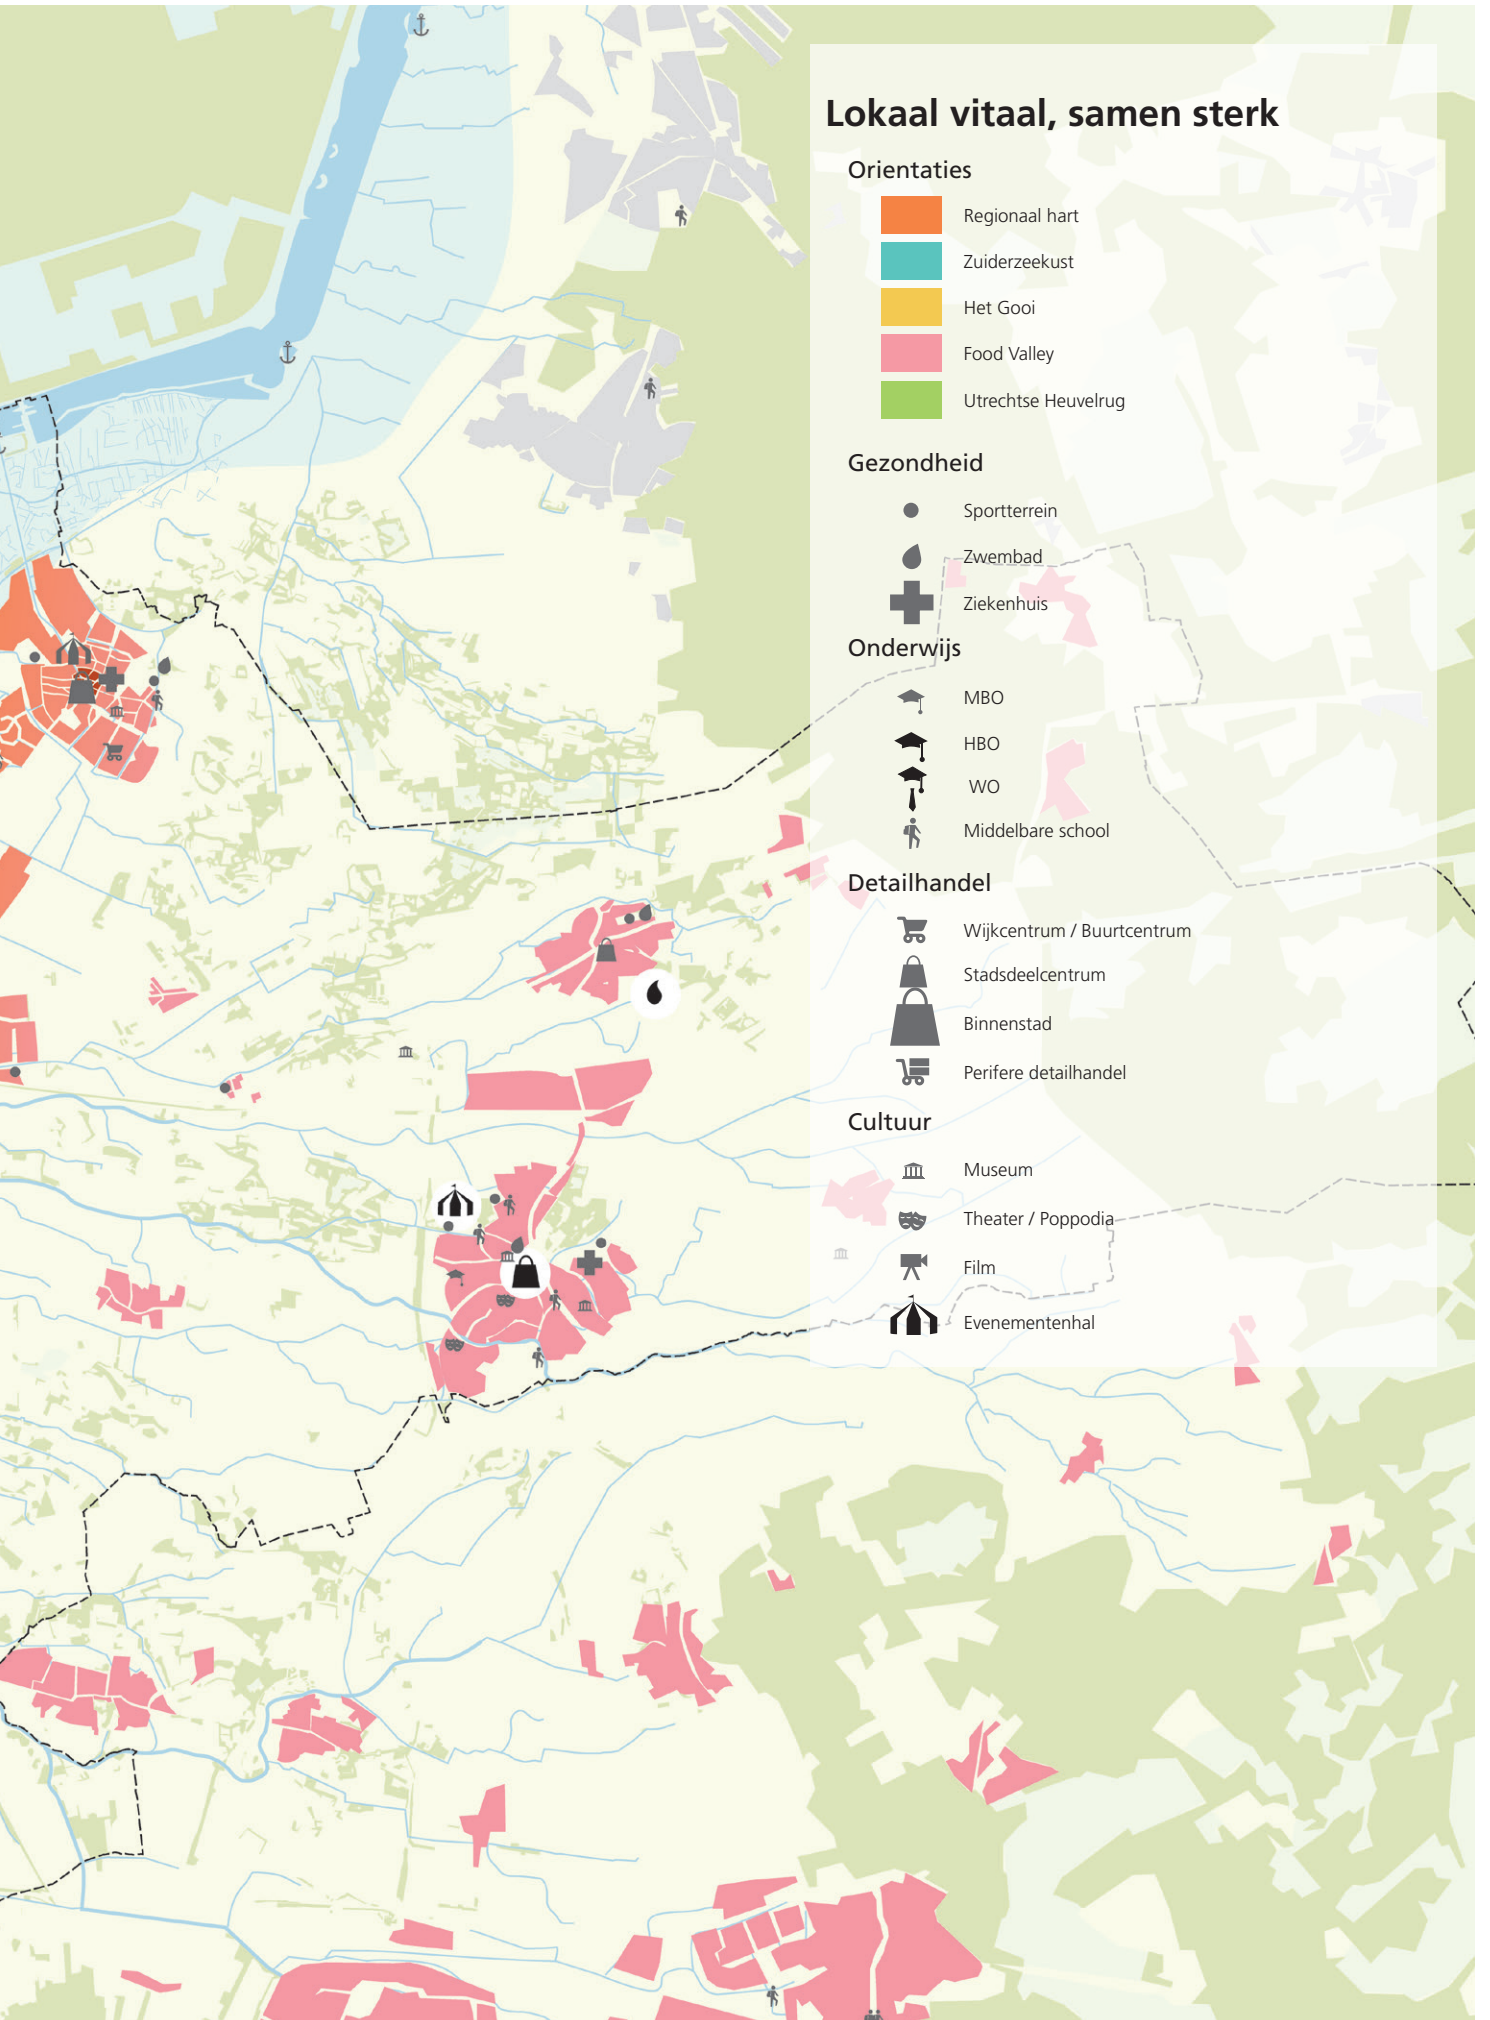 Lokaal vitaal, samen sterk
Orientaties
Regionaal hart
Zuiderzeekust
Het Gooi
Food Valley
Utrechtse Heuvelrug
Gezondheid
Sportterrein
Zwembad
Ziekenhuis
Onderwijs
MBO
HBO
WO
Middelbare school
Detailhandel
Wijkcentrum / Buurtcentrum
Stadsdeelcentrum
Binnenstad
Perifere detailhandel
Cultuur
Museum
Theater / Poppodia
Film
Evenementenhal